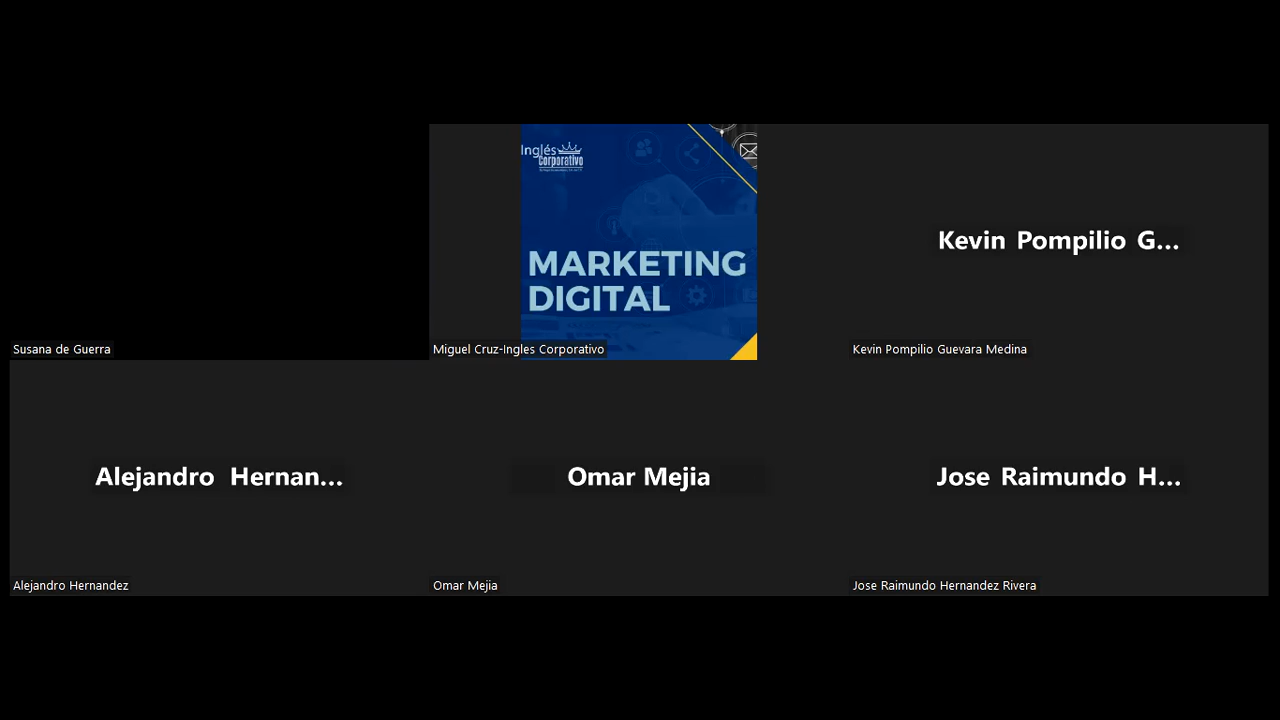 Inglés
Corporativo
MARKETING
DIGITAL
Susana de Guerra
Miguel Cruz-Ingles Corporativo
Kevin Pompilio G...
Kevin Pompilio Guevara Medina
Alejandro Hernan...
Alejandro Hernandez
Omar Mejia
Omar Mejia
Jose Raimundo H...
Jose Raimundo Hernandez Rivera